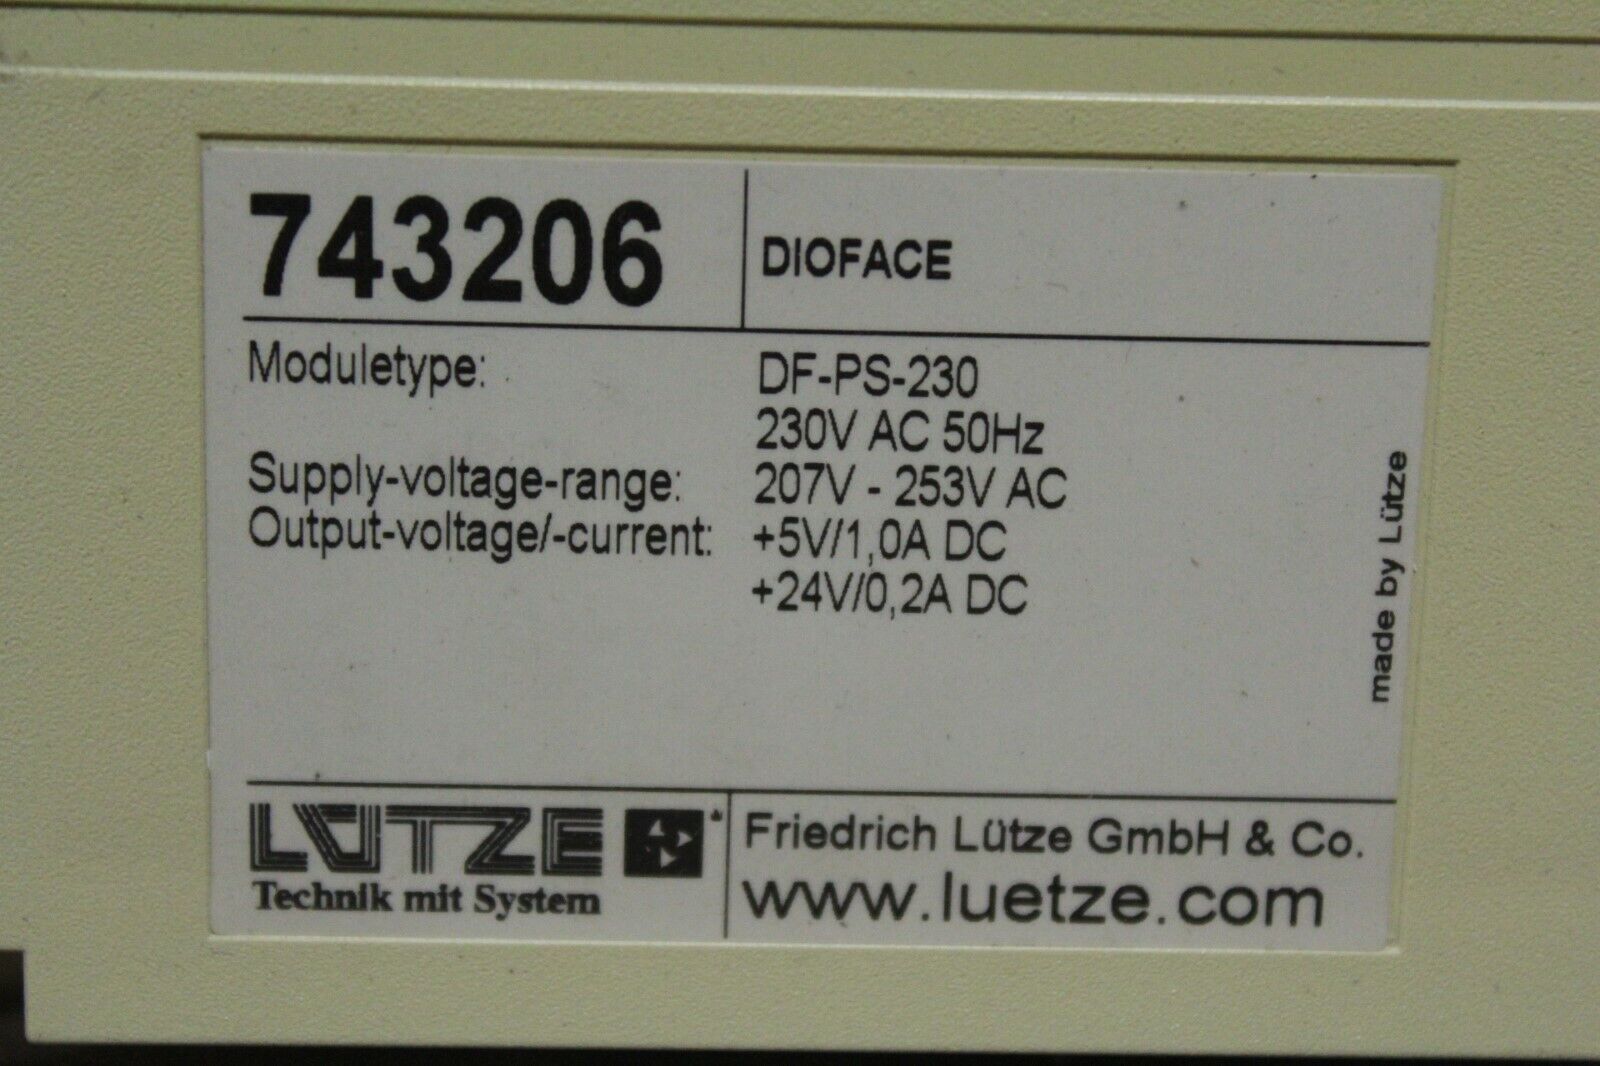 743206
DIOFACE
Moduletype: DF-PS-230
230V AC 50Hz
Supply-voltage-range: 207V - 253V AC
Output-voltage/-current: +5V/1,0A DC
+24V/0,2A DC
made by Lütze
LÜTZE
Technik mit System
Friedrich Lütze GmbH & Co.
www.luetze.com